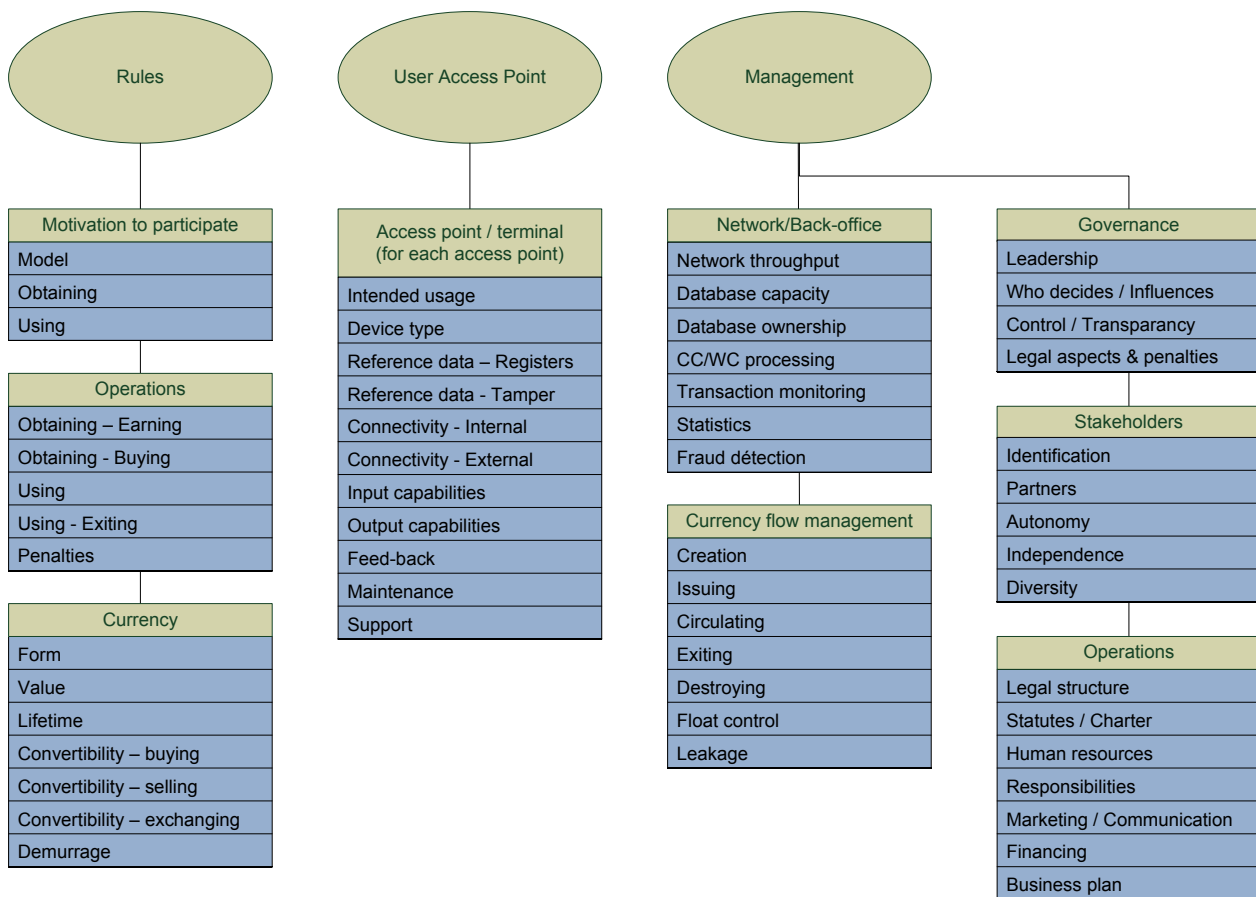 Rules
User Access Point
Management
Motivation to participate
Model
Obtaining
Using
Operations
Obtaining – Earning
Obtaining - Buying
Using
Using - Exiting
Penalties
Currency
Form
Value
Lifetime
Convertibility – buying
Convertibility – selling
Convertibility – exchanging
Demurrage
Access point / terminal
(for each access point)
Intended usage
Device type
Reference data – Registers
Reference data - Tamper
Connectivity - Internal
Connectivity - External
Input capabilities
Output capabilities
Feed-back
Maintenance
Support
Network/Back-office
Network throughput
Database capacity
Database ownership
CC/WC processing
Transaction monitoring
Statistics
Fraud détection
Currency flow management
Creation
Issuing
Circulating
Exiting
Destroying
Float control
Leakage
Governance
Leadership
Who decides / Influences
Control / Transparancy
Legal aspects & penalties
Stakeholders
Identification
Partners
Autonomy
Independence
Diversity
Operations
Legal structure
Statutes / Charter
Human resources
Responsibilities
Marketing / Communication
Financing
Business plan